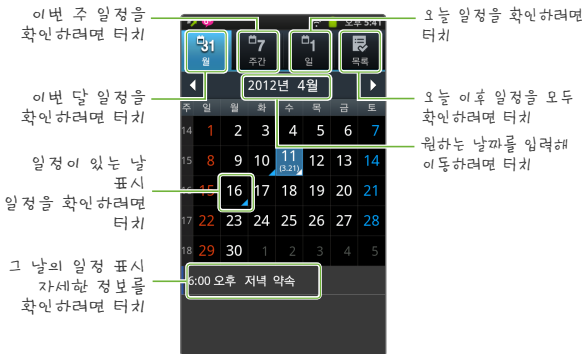 이번 주 일정을
확인하려면 터치
오늘 일정을 확인하려면
터치
이번 달 일정을
확인하려면 터치
오늘 이후 일정을 모두
확인하려면 터치
원하는 날짜를 입력해
이동하려면 터치
일정이 있는 날
표시
일정을 확인하려면
터치
그 날의 일정 표시
자세한 정보를
확인하려면 터치
오후 5:41
31 7 1
월 주간 일 목록
2012년 4월
주 일 월 화 수 목 금 토
14 1 2 3 4 5 6 7
15 8 9 10 11 12 13 14
(3.21)
16 15 16 17 18 19 20 21
17 22 23 24 25 26 27 28
18 29 30 1 2 3 4 5
6:00 오후 저녁 약속